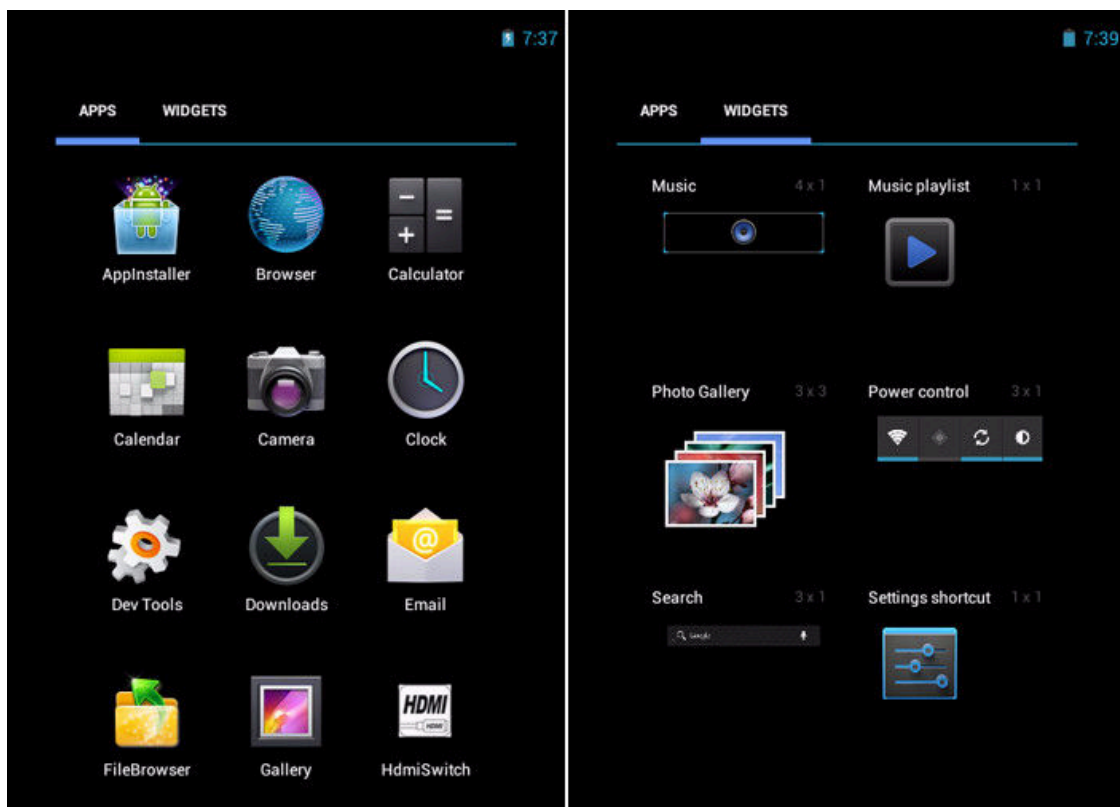 7:37
APPS WIDGETS
AppInstaller Browser Calculator
Calendar Camera Clock
@
Dev Tools Downloads Email
HDMI
HDMI
FileBrowser Gallery HdmiSwitch
7:39
APPS WIDGETS
Music 4 x 1 Music playlist 1 x 1
Photo Gallery 3 x 3 Power control 3 x 1
Search 3 x 1 Settings shortcut 1 x 1
Google